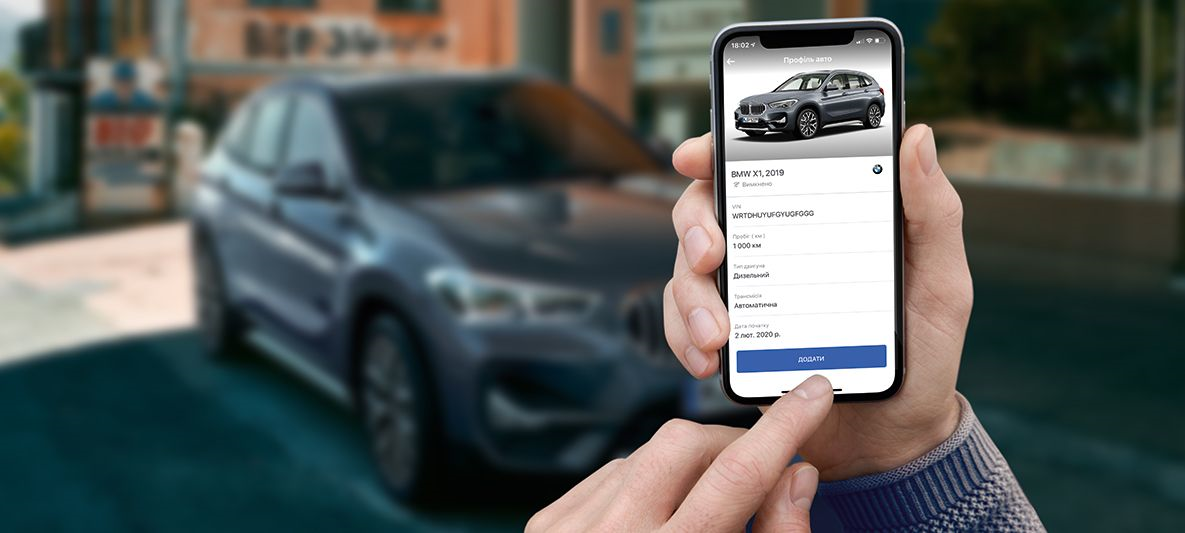 18:02
Профіль авто
BMW X1, 2019
Вимкнено
VIN
WRTDHUYUFGYUGFGGG
Пробіг ( км )
1 000 км
Тип двигуна
Дизельний
Трансмісія
Автоматична
Дата початку
2 лют. 2020 р.
ДОДАТИ